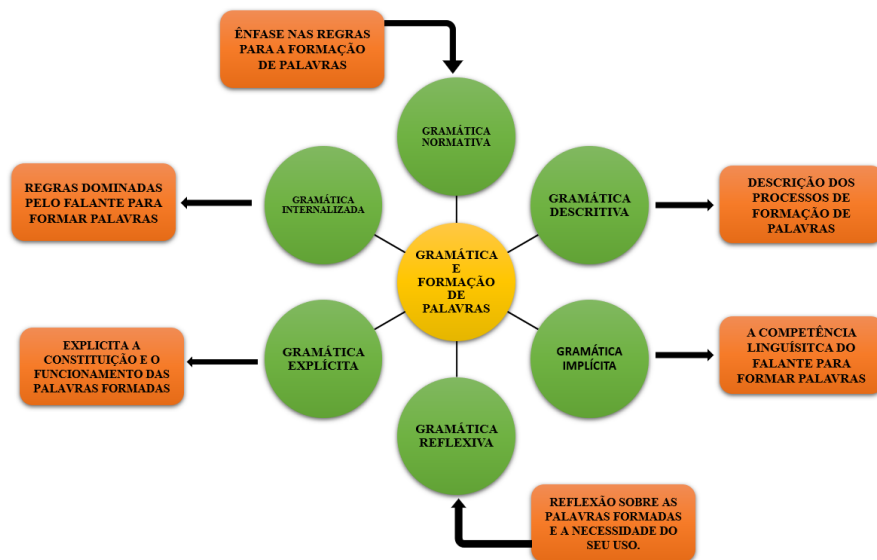 ÊNFASE NAS REGRAS
PARA A FORMAÇÃO
DE PALAVRAS
GRAMÁTICA
NORMATIVA
REGRAS DOMINADAS
PELO FALANTE PARA
FORMAR PALAVRAS
GRAMÁTICA
INTERNALIZADA
GRAMÁTICA
DESCRITIVA
DESCRIÇÃO DOS
PROCESSOS DE
FORMAÇÃO DE
PALAVRAS
GRAMÁTICA
E
FORMAÇÃO
DE
PALAVRAS
EXPLICITA A
CONSTITUIÇÃO E O
FUNCIONAMENTO DAS
PALAVRAS FORMADAS
GRAMÁTICA
EXPLÍCITA
GRAMÁTICA
IMPLÍCITA
A COMPETÊNCIA
LINGUÍSITCA DO
FALANTE PARA
FORMAR PALAVRAS
GRAMÁTICA
REFLEXIVA
REFLEXÃO SOBRE AS
PALAVRAS FORMADAS
E A NECESSIDADE DO
SEU USO.